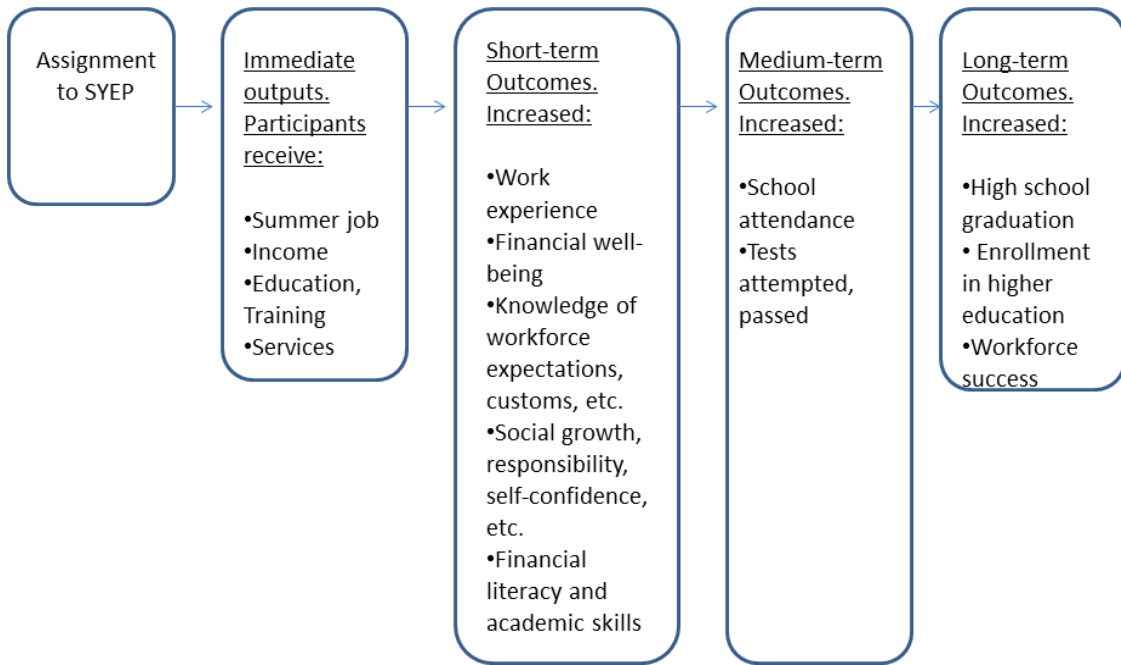 Assignment
to SYEP
Immediate
outputs.
Participants
receive:
•Summer job
•Income
•Education,
Training
•Services
Short-term
Outcomes.
Increased:
•Work
experience
•Financial well-
being
•Knowledge of
workforce
expectations,
customs, etc.
•Social growth,
responsibility,
self-confidence,
etc.
•Financial
literacy and
academic skills
Medium-term
Outcomes.
Increased:
•School
attendance
•Tests
attempted,
passed
Long-term
Outcomes.
Increased:
•High school
graduation
• Enrollment
in higher
education
•Workforce
success